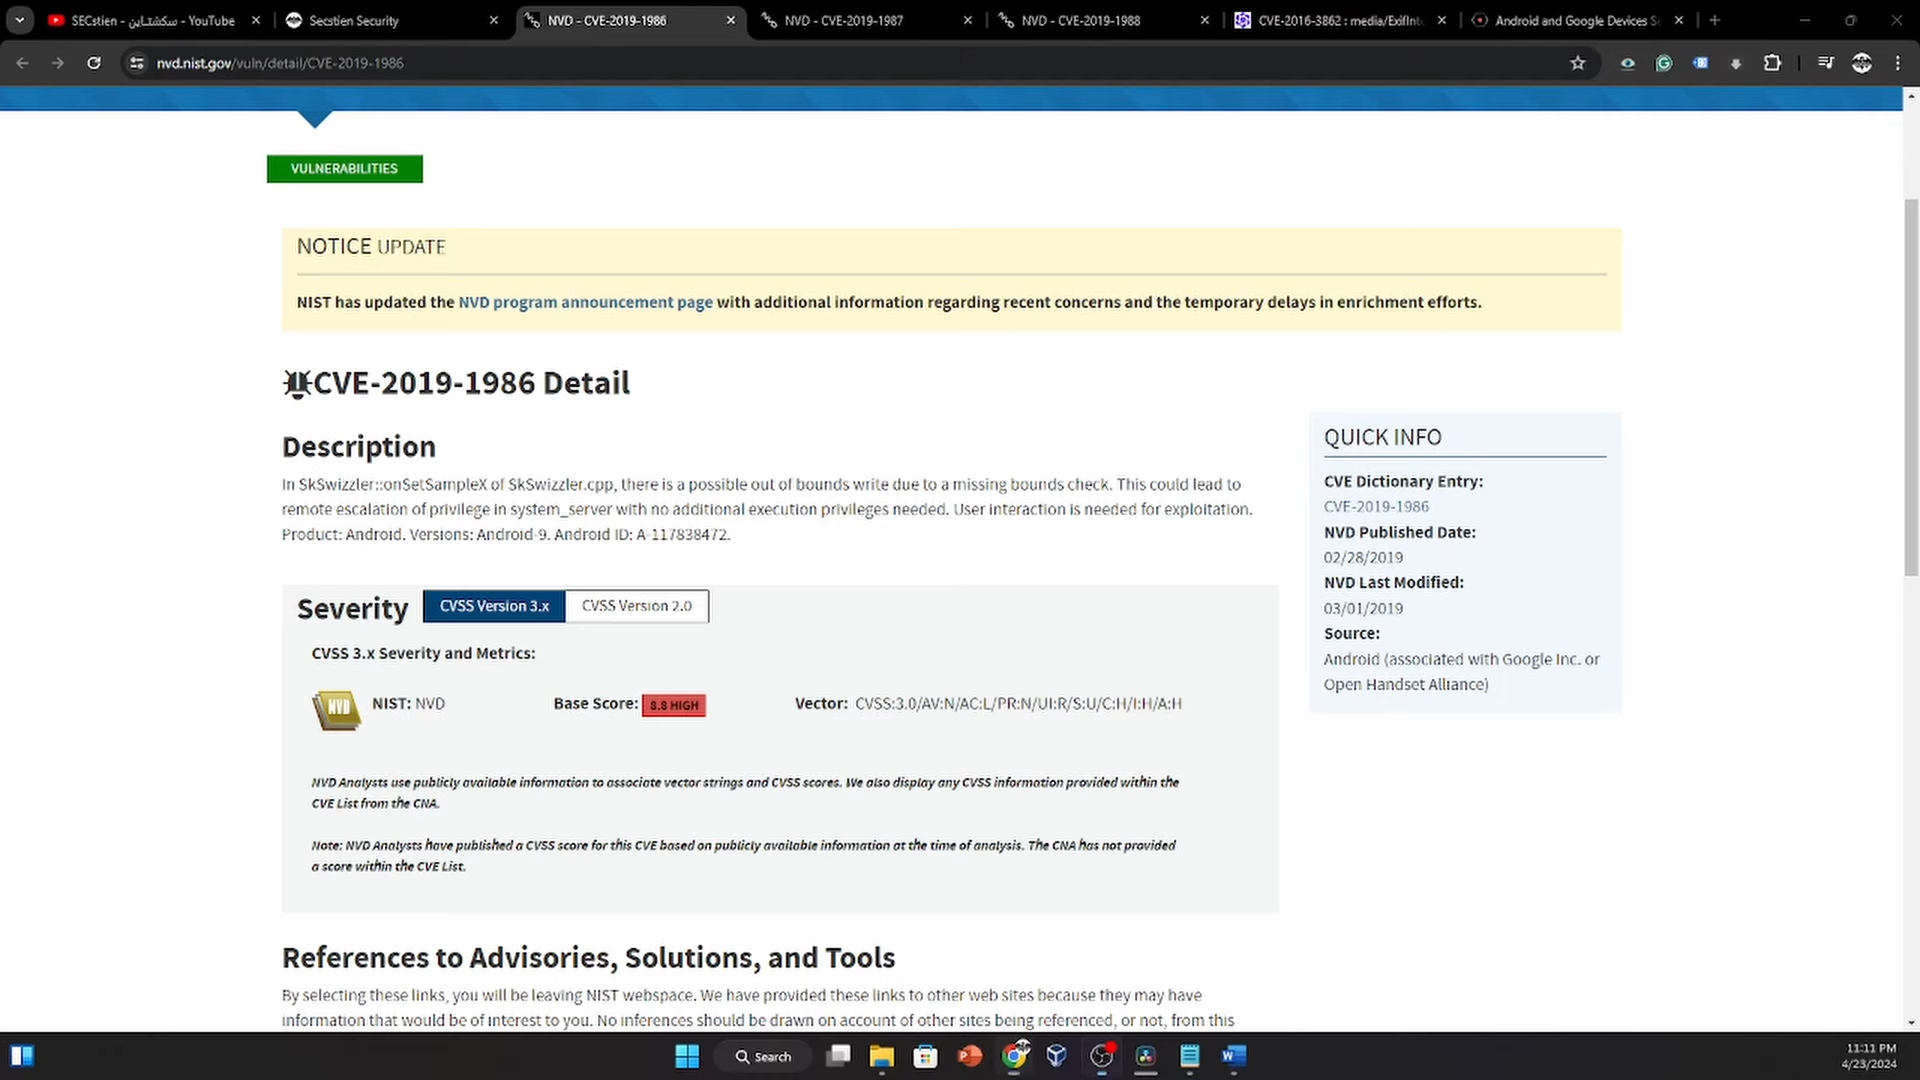 SECtien - سكشتاين - YouTube
Secstien Security
NVD - CVE-2019-1986
NVD - CVE-2019-1987
NVD - CVE-2019-1988
CVE-2016-3862 : media/ExifInt
Android and Google Devices Se
nvd.nist.gov/vuln/detail/CVE-2019-1986
VULNERABILITIES
NOTICE UPDATE
NIST has updated the NVD program announcement page with additional information regarding recent concerns and the temporary delays in enrichment efforts.
CVE-2019-1986 Detail
Description
In SkSwizzler::onSetSampleX of SkSwizzler.cpp, there is a possible out of bounds write due to a missing bounds check. This could lead to
remote escalation of privilege in system_server with no additional execution privileges needed. User interaction is needed for exploitation.
Product: Android. Versions: Android-9. Android ID: A-117838472.
Severity
CVSS Version 3.x
CVSS Version 2.0
CVSS 3.x Severity and Metrics:
NVD
NIST: NVD
Base Score: 8.8 HIGH
Vector: CVSS:3.0/AV:N/AC:L/PR:N/UI:R/S:U/C:H/I:H/A:H
NVD Analysts use publicly available information to associate vector strings and CVSS scores. We also display any CVSS information provided within the
CVE List from the CNA.
Note: NVD Analysts have published a CVSS score for this CVE based on publicly available information at the time of analysis. The CNA has not provided
a score within the CVE List.
References to Advisories, Solutions, and Tools
By selecting these links, you will be leaving NIST webspace. We have provided these links to other web sites because they may have
information that would be of interest to you. No inferences should be drawn on account of other sites being referenced, or not, from this
QUICK INFO
CVE Dictionary Entry:
CVE-2019-1986
NVD Published Date:
02/28/2019
NVD Last Modified:
03/01/2019
Source:
Android (associated with Google Inc. or
Open Handset Alliance)
Search
11:11 PM
4/23/2024